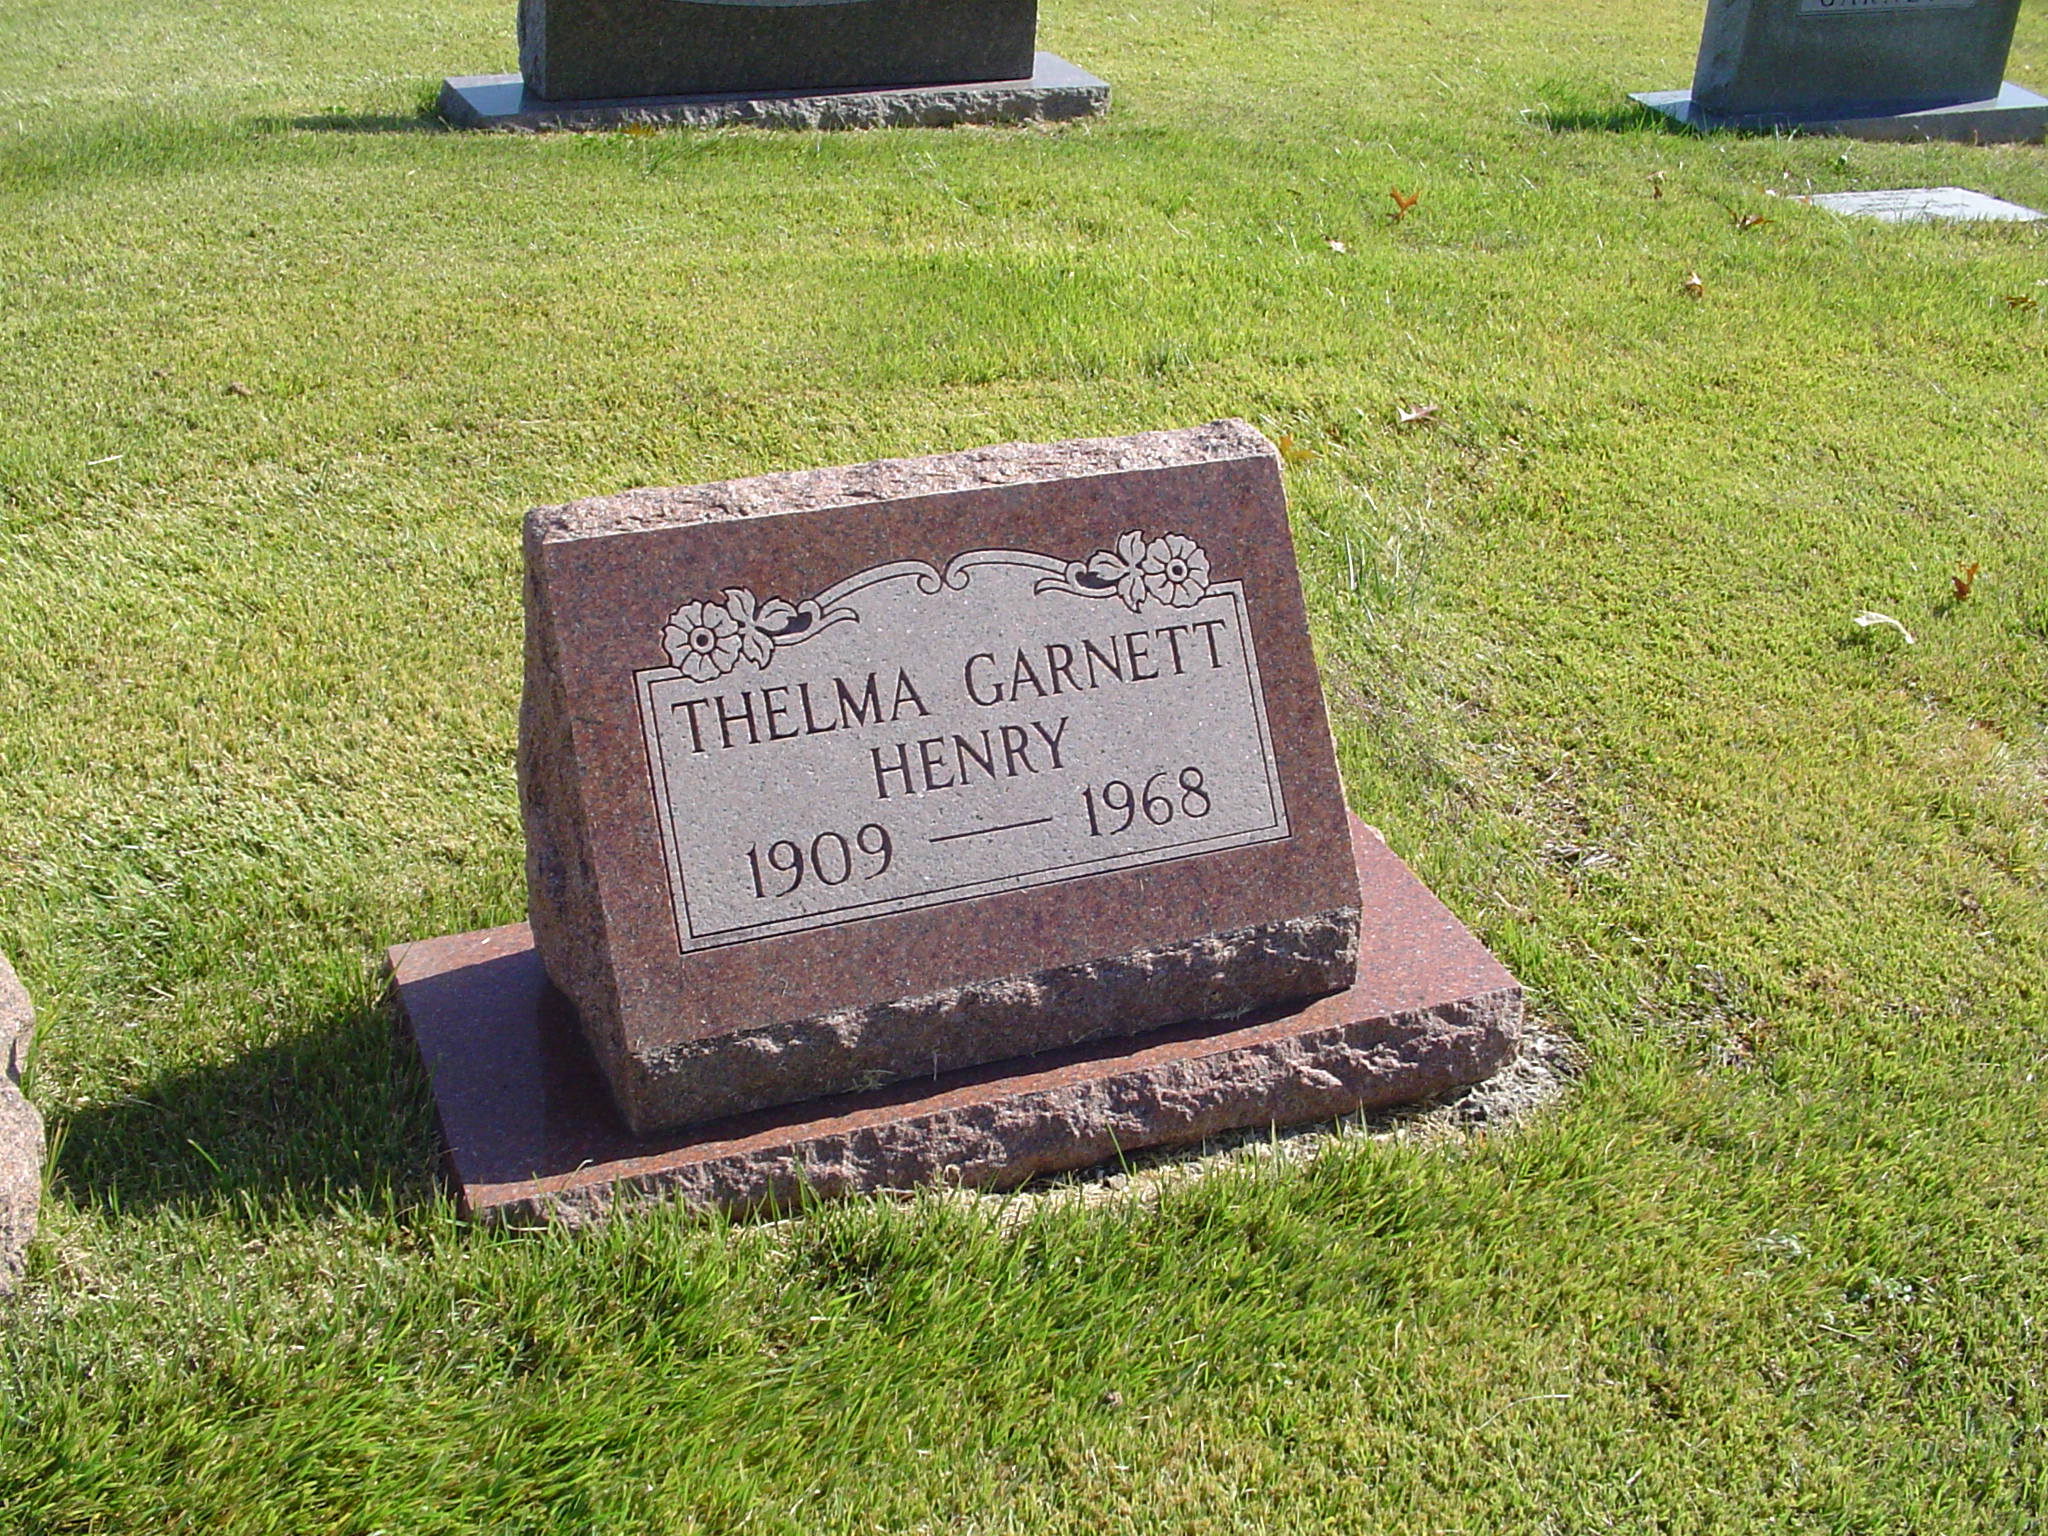 THELMA GARNETT
HENRY
1909 — 1968